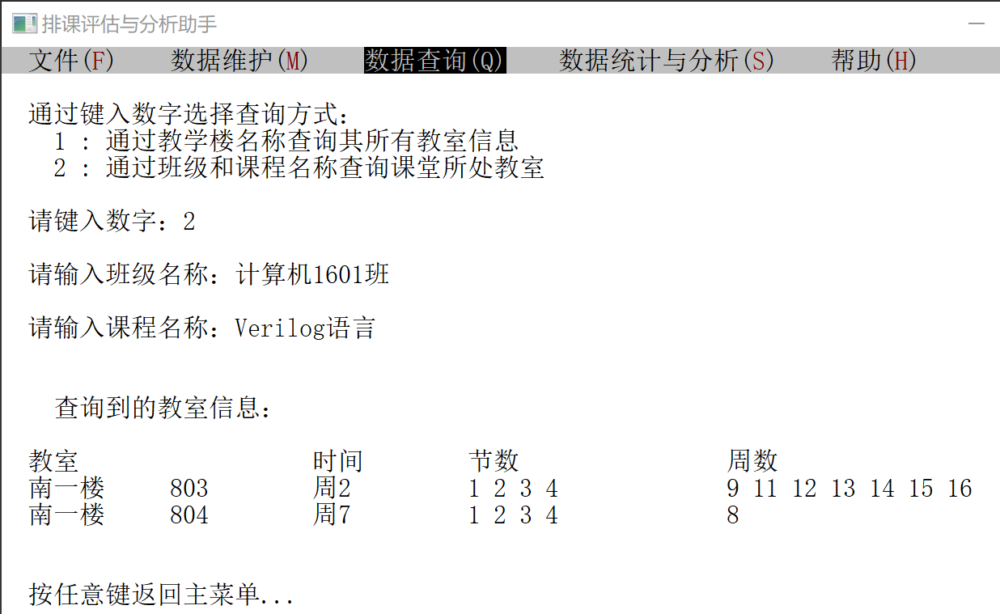 排课评估与分析助手
文件(F) 数据维护(M) 数据查询(Q) 数据统计与分析(S) 帮助(H)
通过键入数字选择查询方式：
1 : 通过教学楼名称查询其所有教室信息
2 : 通过班级和课程名称查询课堂所处教室
请键入数字：2
请输入班级名称：计算机1601班
请输入课程名称：Verilog语言
查询到的教室信息：
教室 时间 节数 周数
南一楼 803 周2 1 2 3 4 9 11 12 13 14 15 16
南一楼 804 周7 1 2 3 4 8
按任意键返回主菜单...